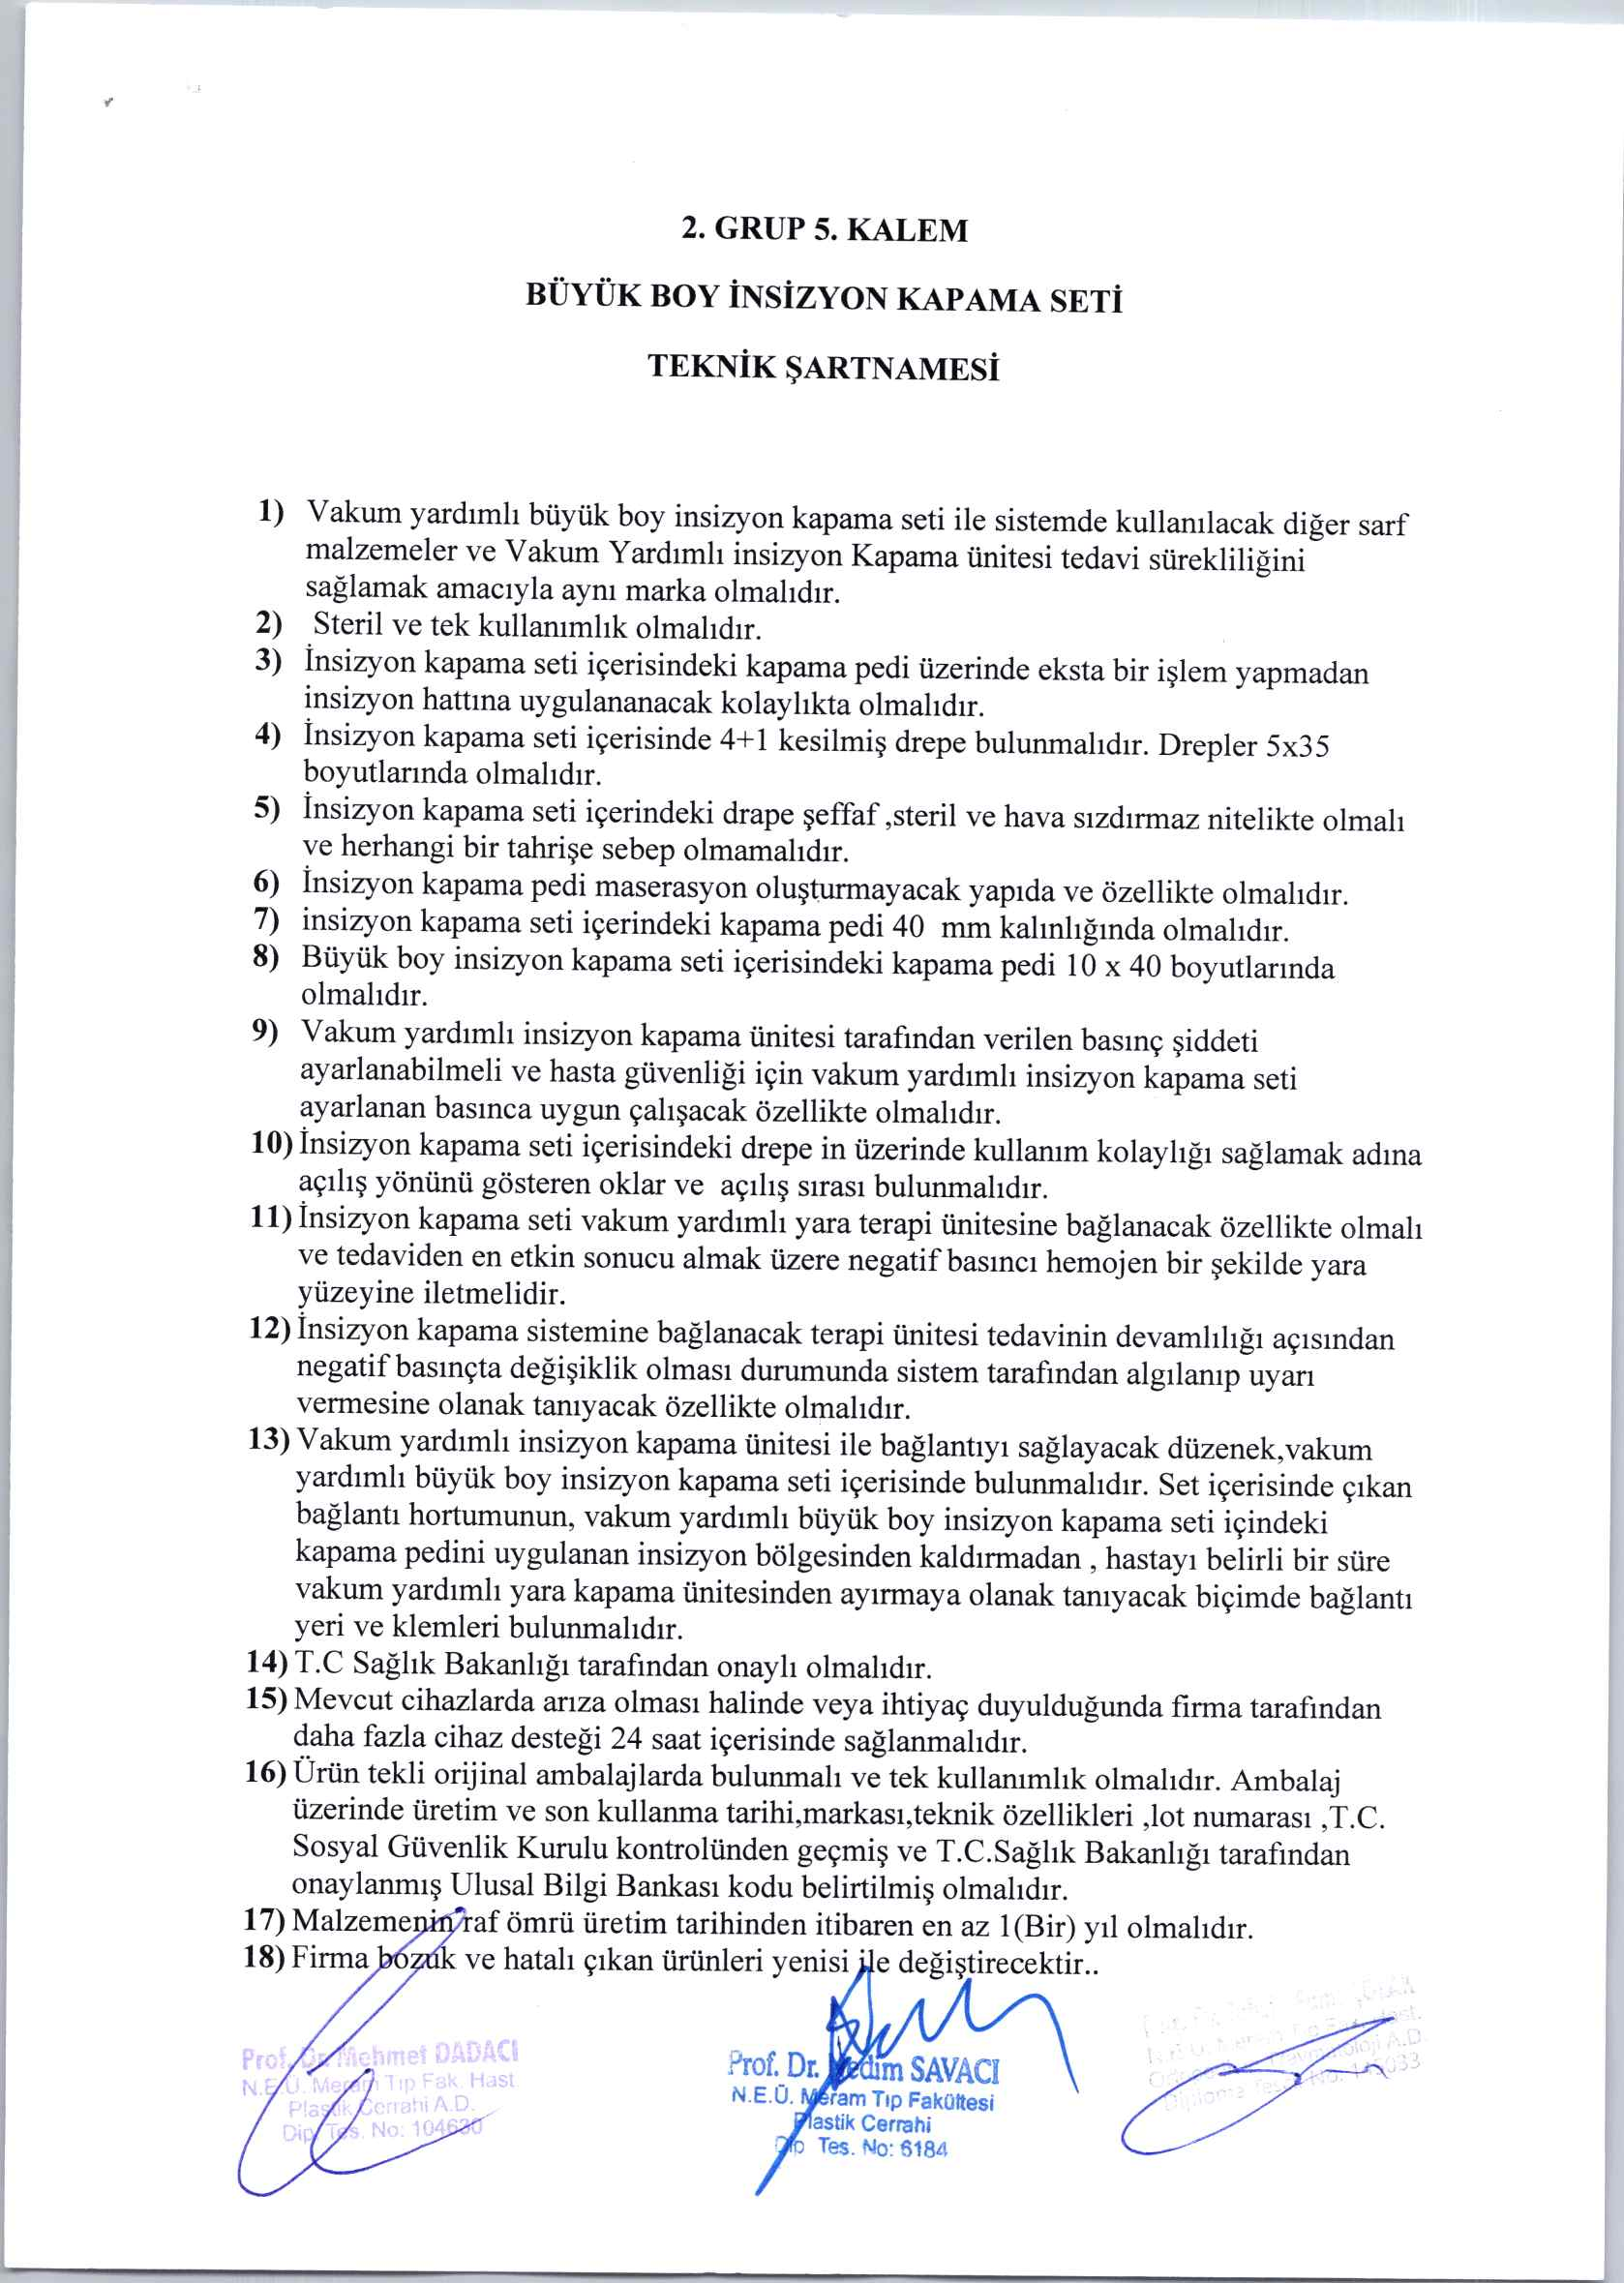 2. GRUP 5. KALEM
BÜYÜK BOY İNSİZYON KAPAMA SETİ
TEKNİK ŞARTNAMESİ
1) Vakum yardımlı büyük boy insizyon kapama seti ile sistemde kullanılacak diğer sarf
malzemeler ve Vakum Yardımlı insizyon Kapama ünitesi tedavi sürekliliğini
sağlamak amacıyla aynı marka olmalıdır.
2) Steril ve tek kullanımlık olmalıdır.
3) İnsizyon kapama seti içerisindeki kapama pedi üzerinde eksta bir işlem yapmadan
insizyon hattına uygulananacak kolaylıkta olmalıdır.
4) İnsizyon kapama seti içerisinde 4+1 kesilmiş drepe bulunmalıdır. Drepler 5x35
boyutlarında olmalıdır.
5) İnsizyon kapama seti içerindeki drape şeffaf ,steril ve hava sızdırmaz nitelikte olmalı
ve herhangi bir tahrişe sebep olmamalıdır.
6) İnsizyon kapama pedi maserasyon oluşturmayacak yapıda ve özellikte olmalıdır.
7) insizyon kapama seti içerindeki kapama pedi 40 mm kalınlığında olmalıdır.
8) Büyük boy insizyon kapama seti içerisindeki kapama pedi 10 x 40 boyutlarında
olmalıdır.
9) Vakum yardımlı insizyon kapama ünitesi tarafından verilen basınç şiddeti
ayarlanabilmeli ve hasta güvenliği için vakum yardımlı insizyon kapama seti
ayarlanan basınca uygun çalışacak özellikte olmalıdır.
10) İnsizyon kapama seti içerisindeki drepe in üzerinde kullanım kolaylığı sağlamak adına
açılış yönünü gösteren oklar ve açılış sırası bulunmalıdır.
11) İnsizyon kapama seti vakum yardımlı yara terapi ünitesine bağlanacak özellikte olmalı
ve tedaviden en etkin sonucu almak üzere negatif basıncı hemojen bir şekilde yara
yüzeyine iletmelidir.
12) İnsizyon kapama sistemine bağlanacak terapi ünitesi tedavinin devamlılığı açısından
negatif basınçta değişiklik olması durumunda sistem tarafından algılanıp uyarı
vermesine olanak tanıyacak özellikte olmalıdır.
13) Vakum yardımlı insizyon kapama ünitesi ile bağlantıyı sağlayacak düzenek,vakum
yardımlı büyük boy insizyon kapama seti içerisinde bulunmalıdır. Set içerisinde çıkan
bağlantı hortumunun, vakum yardımlı büyük boy insizyon kapama seti içindeki
kapama pedini uygulanan insizyon bölgesinden kaldırmadan , hastayı belirli bir süre
vakum yardımlı yara kapama ünitesinden ayırmaya olanak tanıyacak biçimde bağlantı
yeri ve klemleri bulunmalıdır.
14) T.C Sağlık Bakanlığı tarafından onaylı olmalıdır.
15) Mevcut cihazlarda arıza olması halinde veya ihtiyaç duyulduğunda firma tarafından
daha fazla cihaz desteği 24 saat içerisinde sağlanmalıdır.
16) Ürün tekli orijinal ambalajlarda bulunmalı ve tek kullanımlık olmalıdır. Ambalaj
üzerinde üretim ve son kullanma tarihi,markası,teknik özellikleri ,lot numarası ,T.C.
Sosyal Güvenlik Kurulu kontrolünden geçmiş ve T.C.Sağlık Bakanlığı tarafından
onaylanmış Ulusal Bilgi Bankası kodu belirtilmiş olmalıdır.
17) Malzemenin raf ömrü üretim tarihinden itibaren en az 1(Bir) yıl olmalıdır.
18) Firma bozuk ve hatalı çıkan ürünleri yenisi ile değiştirecektir..
Prof. Dr. Mehmet DADACI
N.E.Ü. Meram Tıp Fak. Hast
Plastik Cerrahi A.D.
Dip. Tes. No: 104630
Prof. Dr. Nedim SAVACI
N.E.Ü. Meram Tıp Fakültesi
Plastik Cerrahi
Dip Tes. No: 6184